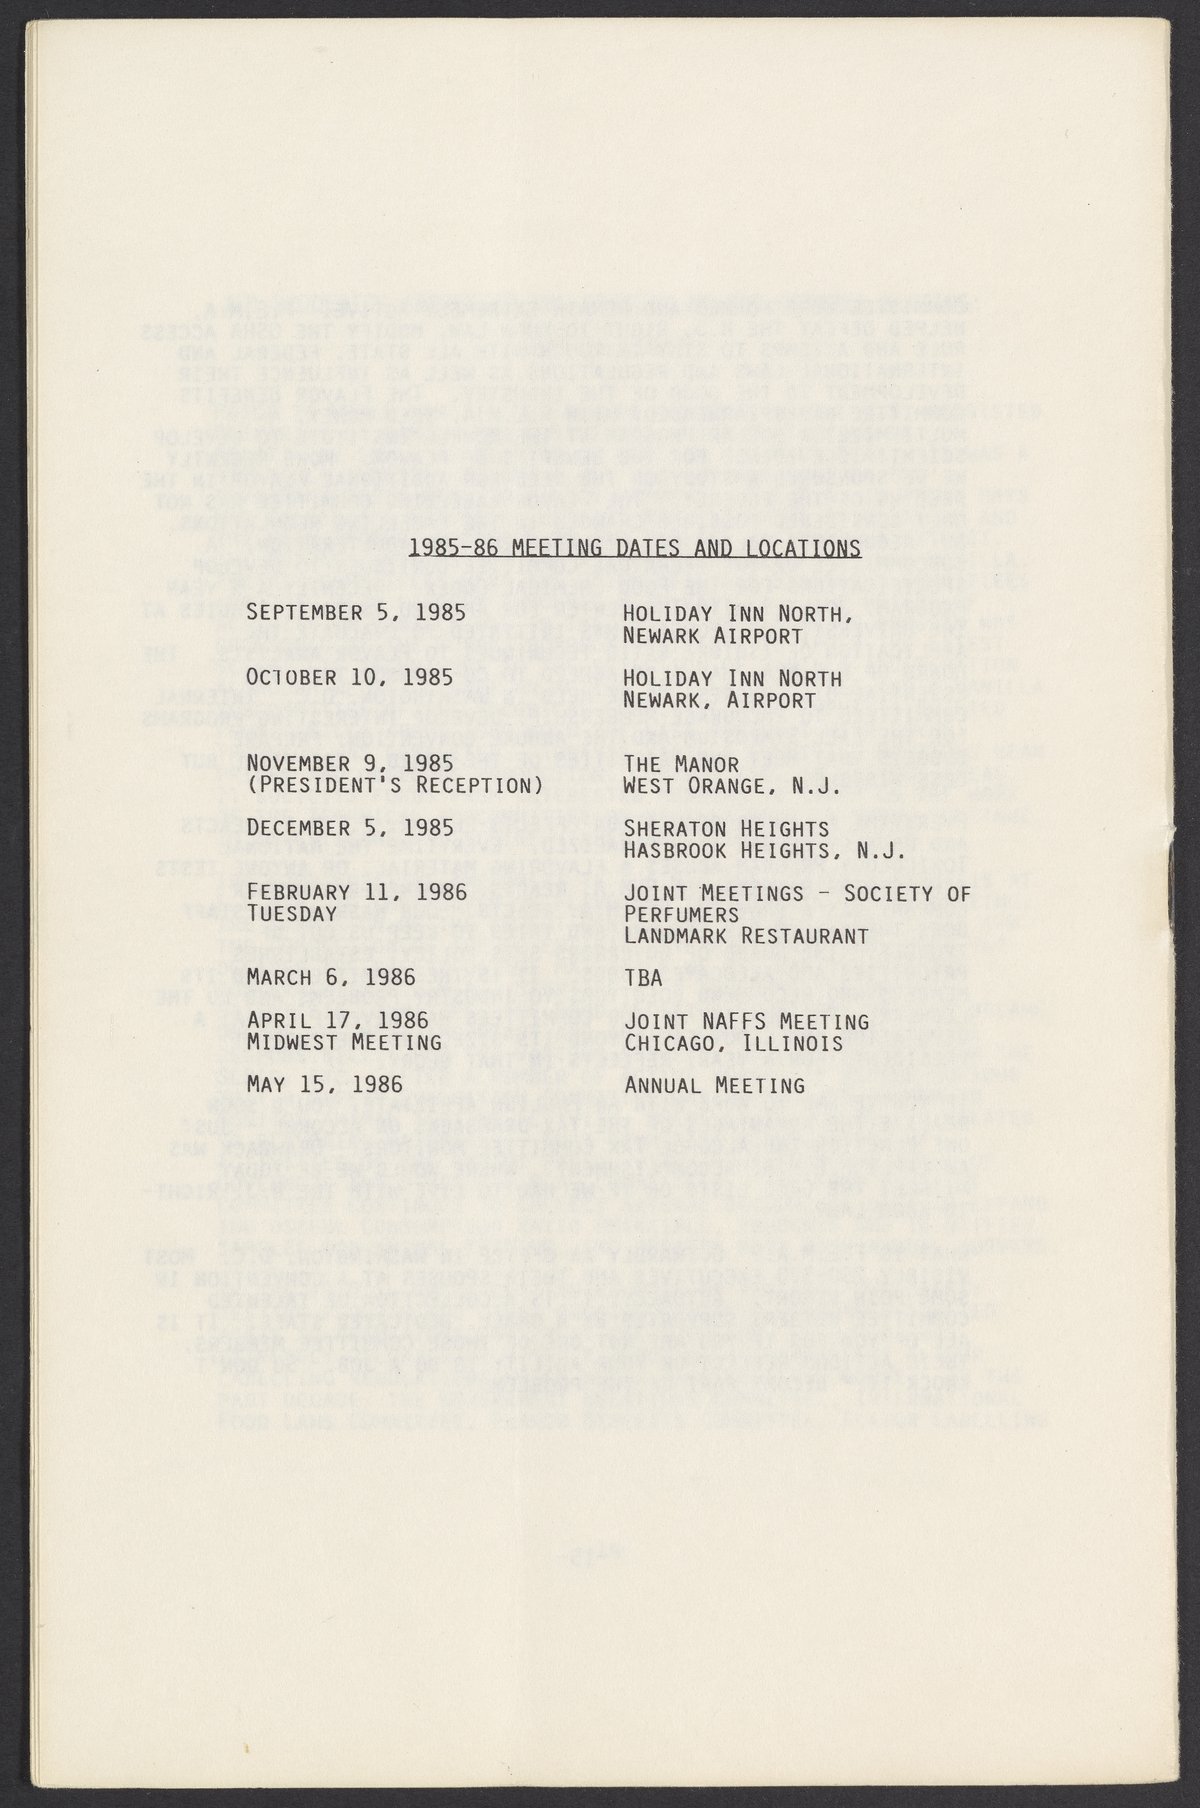 1985-86 MEETING DATES AND LOCATIONS
SEPTEMBER 5, 1985 HOLIDAY INN NORTH,
NEWARK AIRPORT
OCTOBER 10, 1985 HOLIDAY INN NORTH
NEWARK, AIRPORT
NOVEMBER 9, 1985 THE MANOR
(PRESIDENT'S RECEPTION) WEST ORANGE, N.J.
DECEMBER 5, 1985 SHERATON HEIGHTS
HASBROOK HEIGHTS, N.J.
FEBRUARY 11, 1986 JOINT MEETINGS - SOCIETY OF
TUESDAY PERFUMERS
LANDMARK RESTAURANT
MARCH 6, 1986 TBA
APRIL 17, 1986 JOINT NAFFS MEETING
MIDWEST MEETING CHICAGO, ILLINOIS
MAY 15, 1986 ANNUAL MEETING